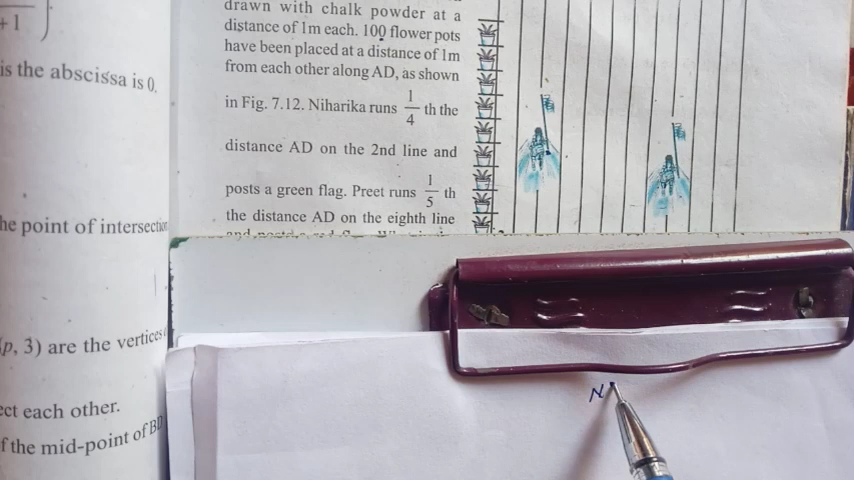 + 1
is the abscissa is 0.
he point of intersection
p, 3) are the vertices
ect each other.
f the mid-point of BD
drawn with chalk powder at a
distance of 1m each. 100 flower pots
have been placed at a distance of 1m
from each other along AD, as shown
in Fig. 7.12. Niharika runs 1/4 th the
distance AD on the 2nd line and
posts a green flag. Preet runs 1/5 th
the distance AD on the eighth line
N